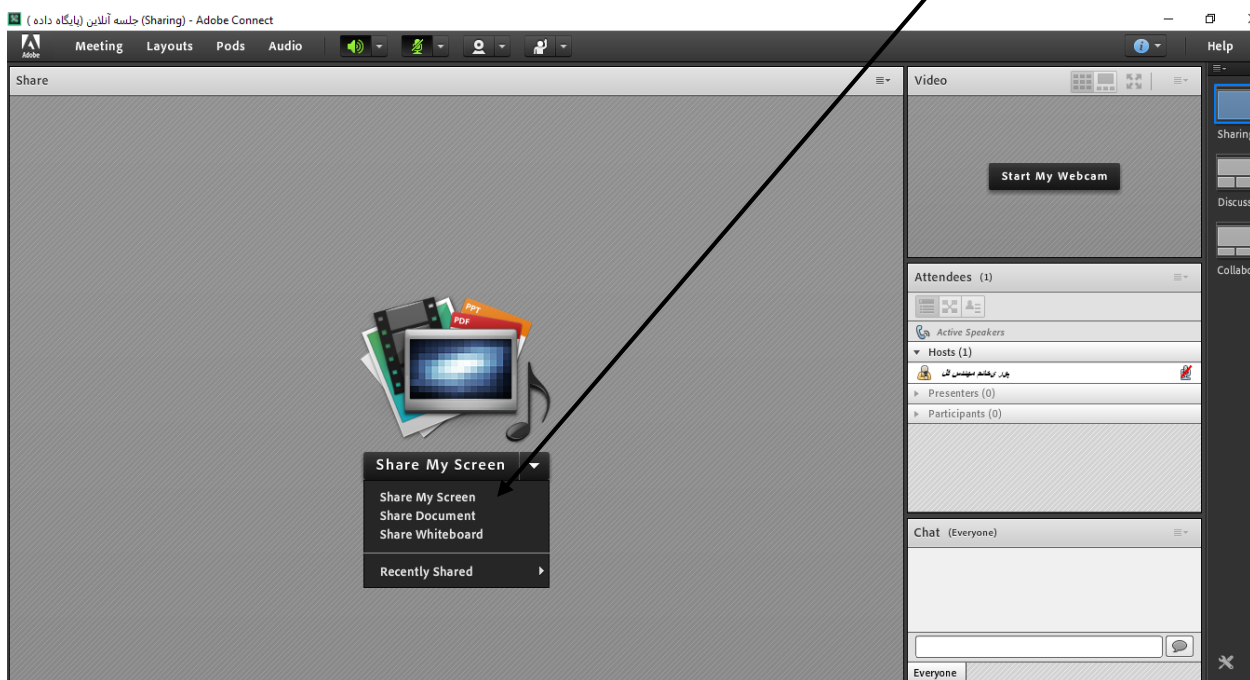 جلسه آنلاین (پایگاه داده ) (Sharing) - Adobe Connect
Adobe
Meeting Layouts Pods Audio Help
Share
Video
Start My Webcam
Sharing
Discuss
Collabo
Attendees (1)
Active Speakers
Hosts (1)
مهندس
Presenters (0)
Participants (0)
PPT
PDF
Share My Screen
Share My Screen
Share Document
Share Whiteboard
Recently Shared
Chat (Everyone)
Everyone